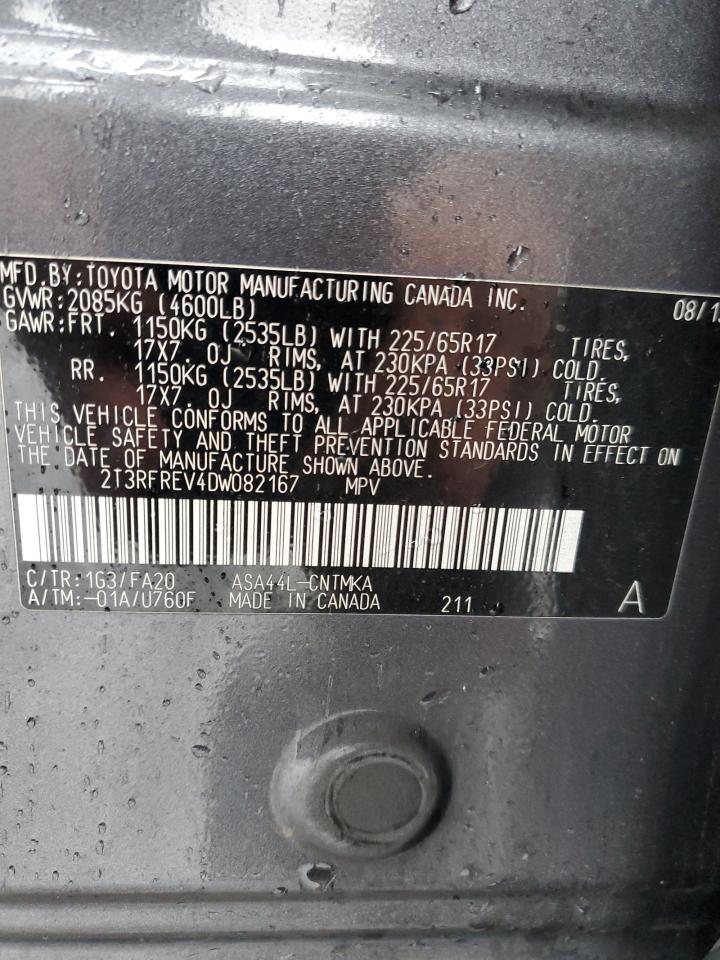 MFD.BY:TOYOTA MOTOR MANUFACTURING CANADA INC. 08/1
GVWR:2085KG (4600LB)
GAWR:FRT. 1150KG (2535LB) WITH 225/65R17 TIRES,
17X7. 0J RIMS, AT 230KPA (33PSI) COLD.
RR. 1150KG (2535LB) WITH 225/65R17 TIRES,
17X7. 0J RIMS, AT 230KPA (33PSI) COLD.
THIS VEHICLE CONFORMS TO ALL APPLICABLE FEDERAL MOTOR
VEHICLE SAFETY AND THEFT PREVENTION STANDARDS IN EFFECT ON
THE DATE OF MANUFACTURE SHOWN ABOVE.
2T3RFREV4DW082167 MPV
C/TR:1G3/FA20 ASA44L-CNTMKA
A/TM:-01A/U760F MADE IN CANADA 211 A